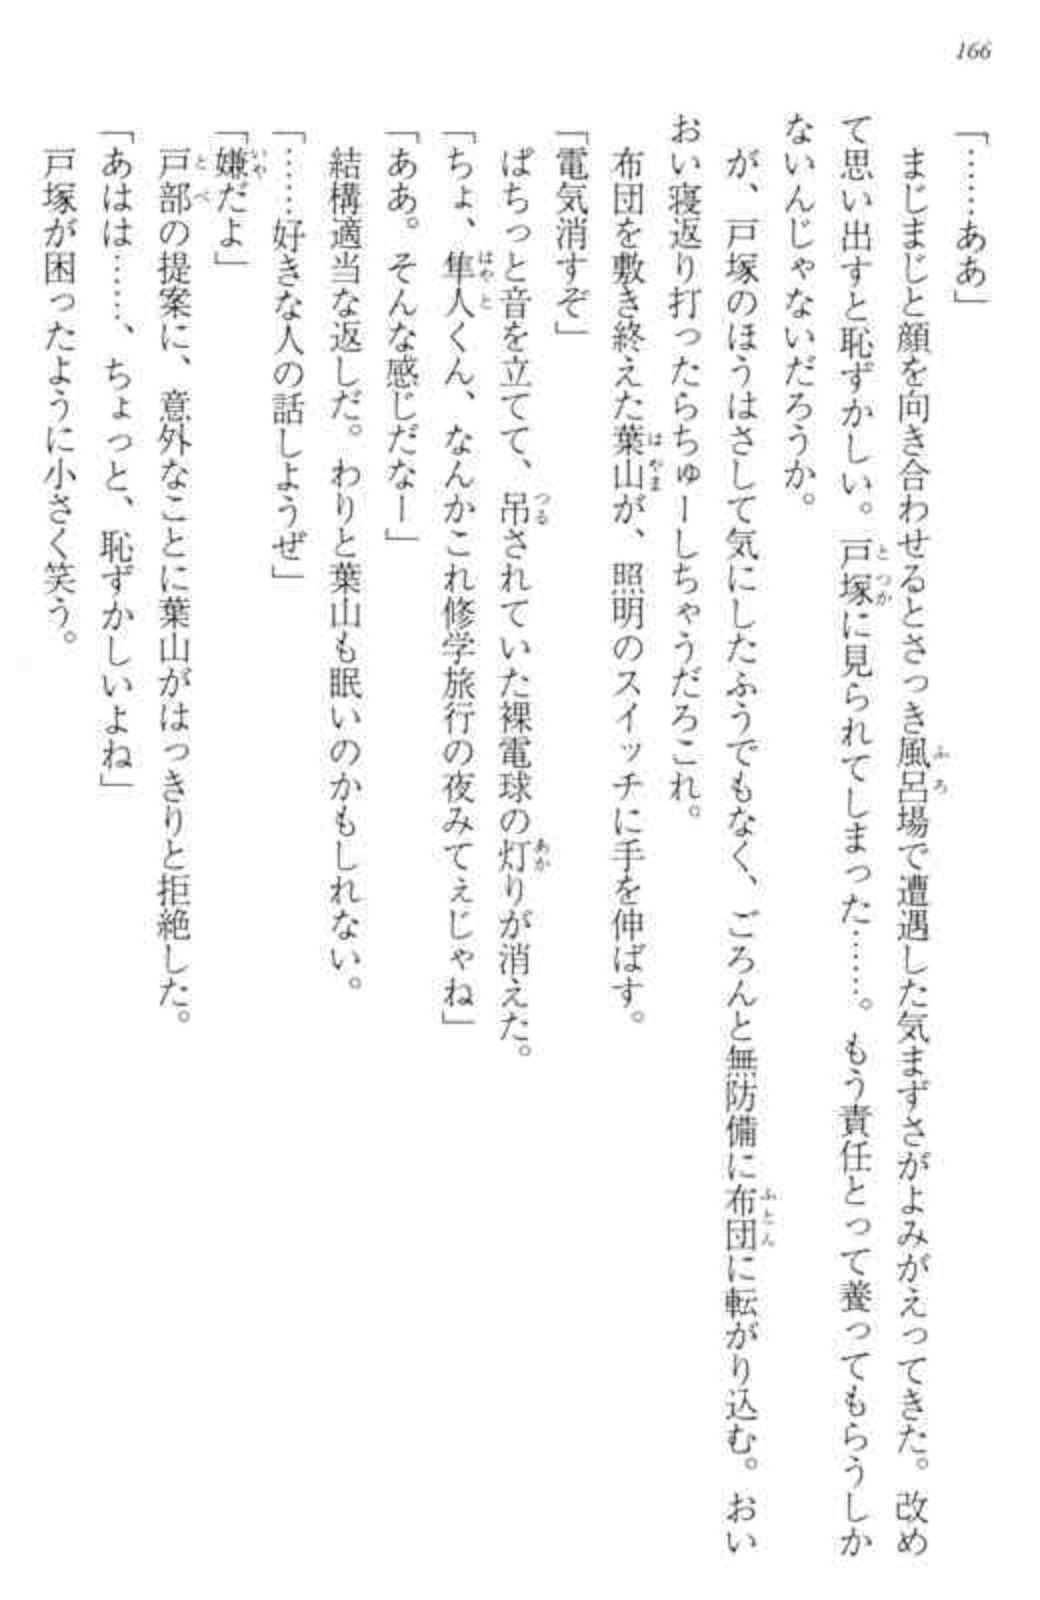 166
「……ああ」
まじまじと顔を向き合わせるとさっき風呂場で遭遇した気まずさがよみがえってきた。改め
て思い出すと恥ずかしい。戸塚に見られてしまった……。もう責任とって養ってもらうしか
ないんじゃないだろうか。
が、戸塚のほうはさして気にしたふうでもなく、ごろんと無防備に布団に転がり込む。おい
おい寝返り打ったらちゅーしちゃうだろこれ。
布団を敷き終えた葉山が、照明のスイッチに手を伸ばす。
「電気消すぞ」
ぱちっと音を立てて、吊されていた裸電球の灯りが消えた。
「ちょ、隼人くん、なんかこれ修学旅行の夜みてぇじゃね」
「ああ。そんな感じだなー」
結構適当な返しだ。わりと葉山も眠いのかもしれない。
「……好きな人の話しようぜ」
「嫌だよ」
戸部の提案に、意外なことに葉山がはっきりと拒絶した。
「あはは……、ちょっと、恥ずかしいよね」
戸塚が困ったように小さく笑う。